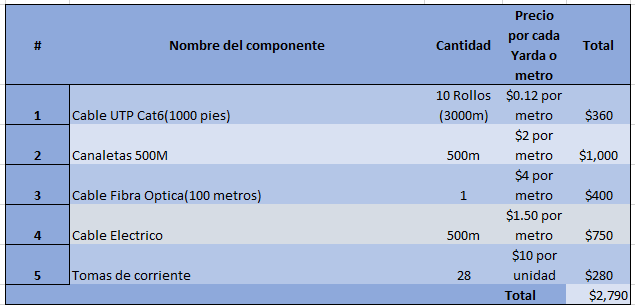 # Nombre del componente Cantidad Precio por cada Yarda o metro Total
1 Cable UTP Cat6(1000 pies) 10 Rollos (3000m) $0.12 por metro $360
2 Canaletas 500M 500m $2 por metro $1,000
3 Cable Fibra Optica(100 metros) 1 $4 por metro $400
4 Cable Electrico 500m $1.50 por metro $750
5 Tomas de corriente 28 $10 por unidad $280
Total $2,790